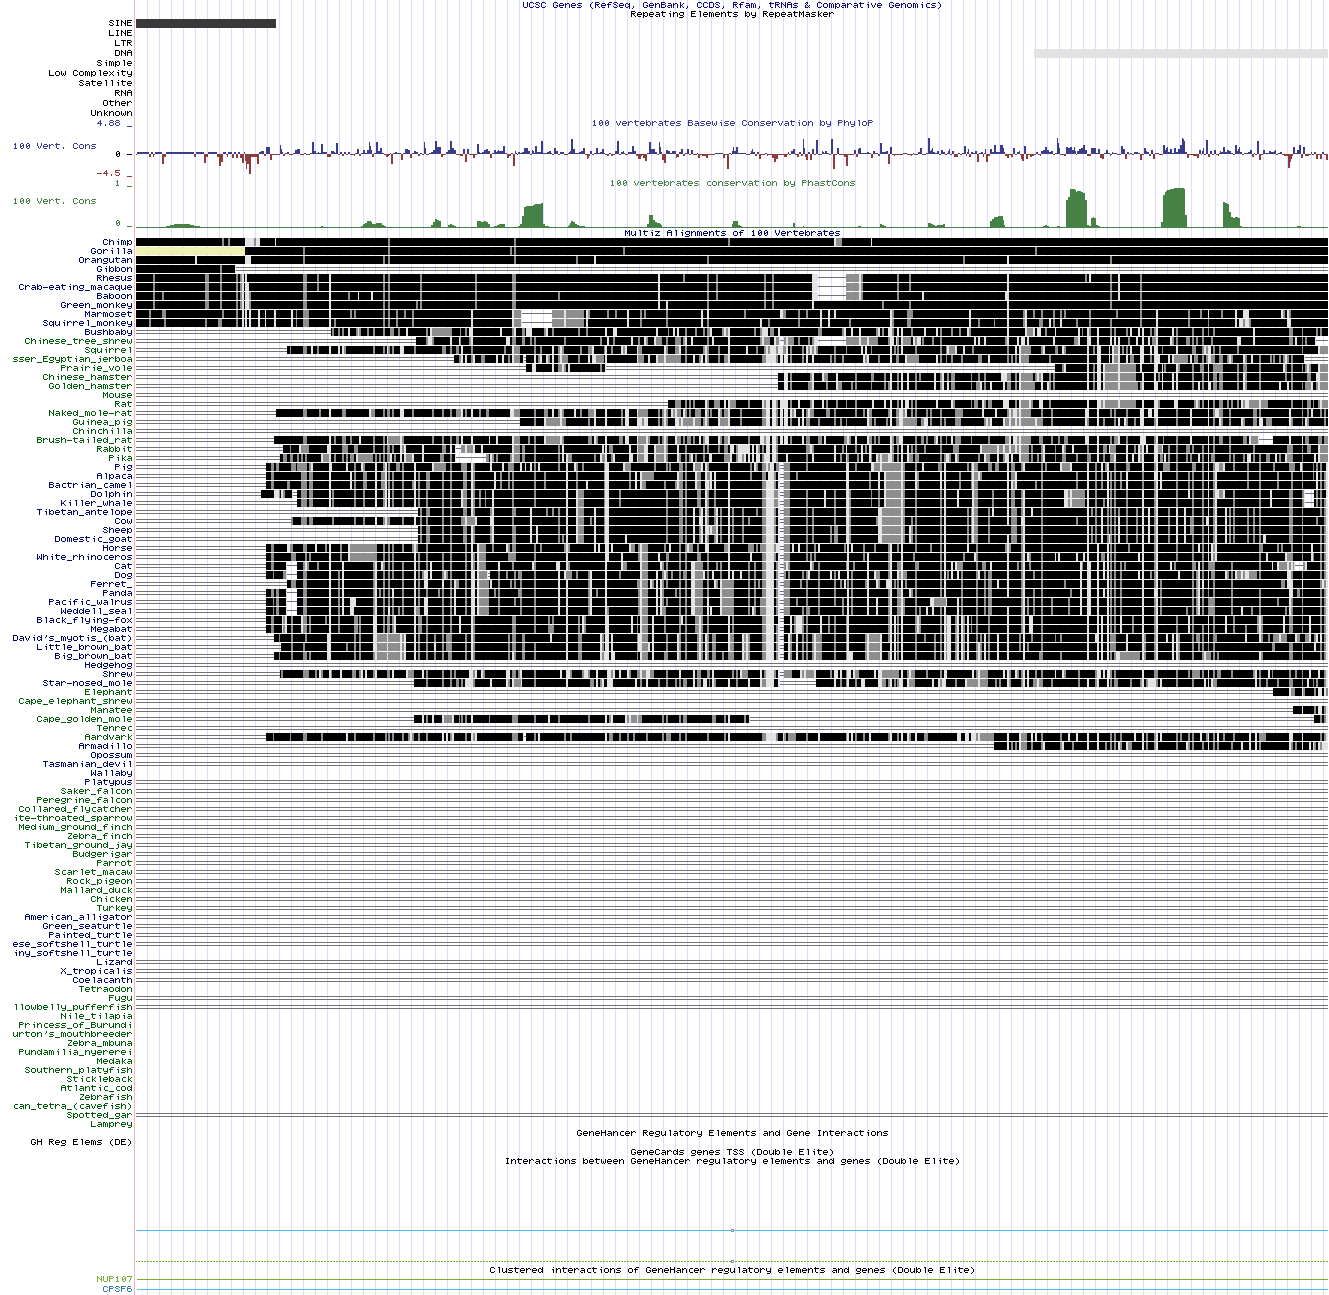 UCSC Genes (RefSeq, GenBank, CCDS, Rfam, tRNAs & Comparative Genomics)
Repeating Elements by RepeatMasker
SINE
LINE
LTR
DNA
Simple
Low Complexity
Satellite
RNA
Other
Unknown
4.88 _
100 vertebrates Basewise Conservation by PhyloP
100 Vert. Cons
0 -
-4.5 _
1 _
100 vertebrates conservation by PhastCons
100 Vert. Cons
0 _
Multiz Alignments of 100 Vertebrates
Chimp
Gorilla
Orangutan
Gibbon
Rhesus
Crab-eating_macaque
Baboon
Green_monkey
Marmoset
Squirrel_monkey
Bushbaby
Chinese_tree_shrew
Squirrel
sser_Egyptian_jerboa
Prairie_vole
Chinese_hamster
Golden_hamster
Mouse
Rat
Naked_mole-rat
Guinea_pig
Chinchilla
Brush-tailed_rat
Rabbit
Pika
Pig
Alpaca
Bactrian_camel
Dolphin
Killer_whale
Tibetan_antelope
Cow
Sheep
Domestic_goat
Horse
White_rhinoceros
Cat
Dog
Ferret_
Panda
Pacific_walrus
Weddell_seal
Black_flying-fox
Megabat
David's_myotis_(bat)
Little_brown_bat
Big_brown_bat
Hedgehog
Shrew
Star-nosed_mole
Elephant
Cape_elephant_shrew
Manatee
Cape_golden_mole
Tenrec
Aardvark
Armadillo
Opossum
Tasmanian_devil
Wallaby
Platypus
Saker_falcon
Peregrine_falcon
Collared_flycatcher
ite-throated_sparrow
Medium_ground_finch
Zebra_finch
Tibetan_ground_jay
Budgerigar
Parrot
Scarlet_macaw
Rock_pigeon
Mallard_duck
Chicken
Turkey
American_alligator
Green_seaturtle
Painted_turtle
ese_softshell_turtle
iny_softshell_turtle
Lizard
X_tropicalis
Coelacanth
Tetraodon
Fugu
llowbelly_pufferfish
Nile_tilapia
Princess_of_Burundi
urton's_mouthbreeder
Zebra_mbuna
Pundamilia_nyererei
Medaka
Southern_platyfish
Stickleback
Atlantic_cod
Zebrafish
can_tetra_(cavefish)
Spotted_gar
Lamprey
GeneHancer Regulatory Elements and Gene Interactions
GH Reg Elems (DE)
GeneCards genes TSS (Double Elite)
Interactions between GeneHancer regulatory elements and genes (Double Elite)
Clustered interactions of GeneHancer regulatory elements and genes (Double Elite)
NUP107
CPSF6